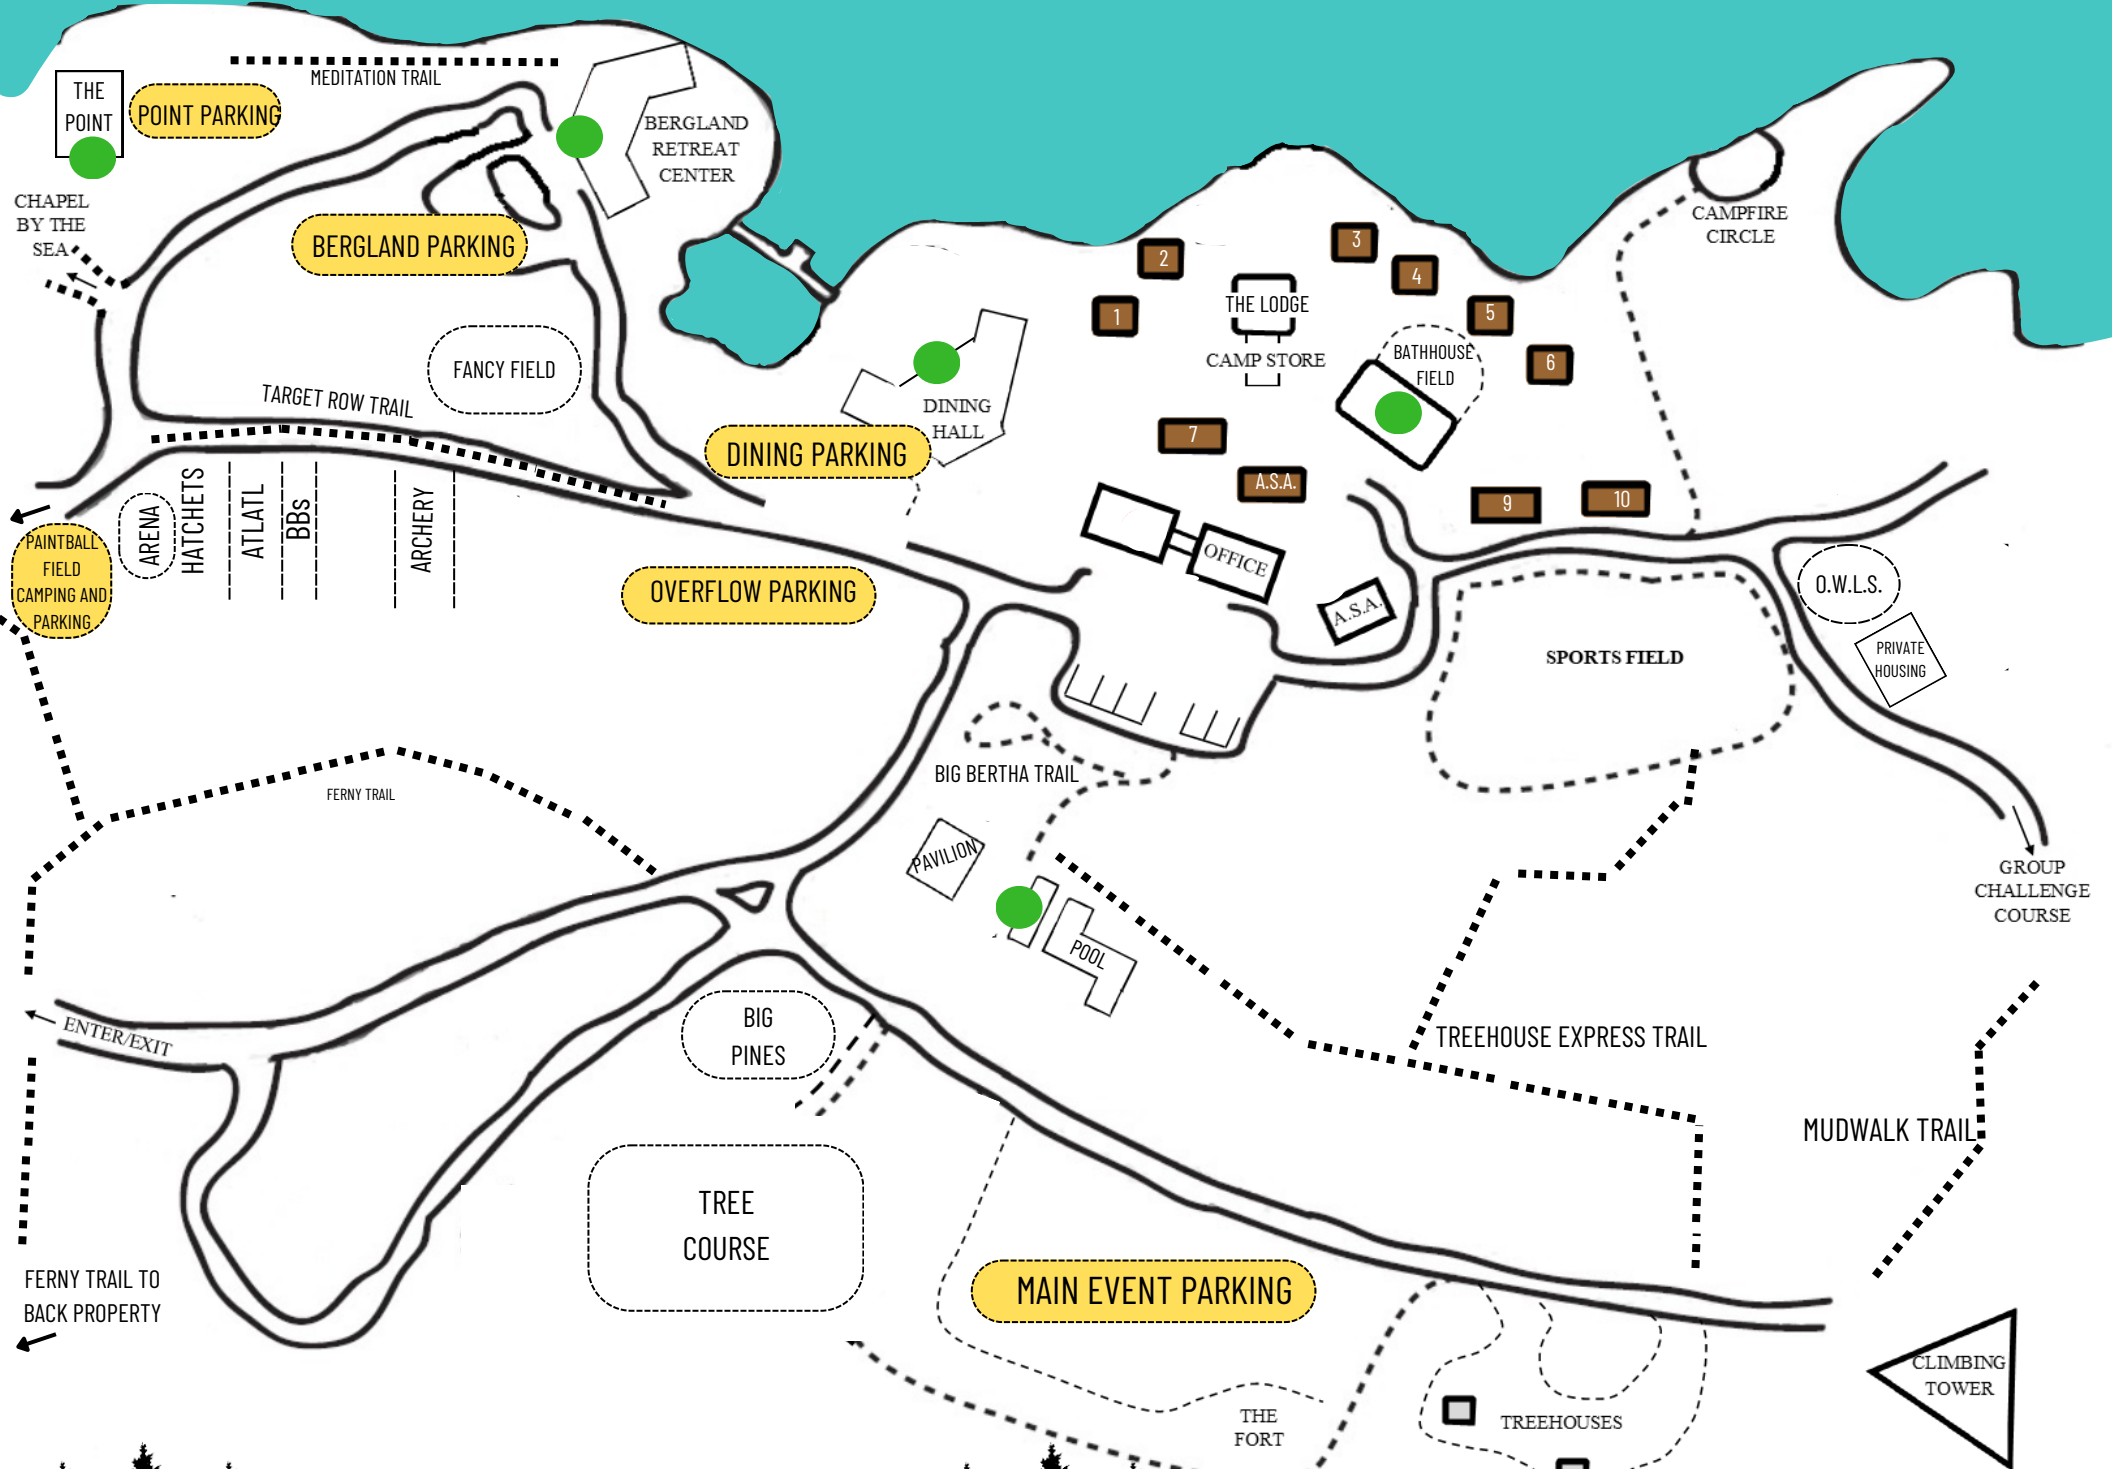 MEDITATION TRAIL
THE
POINT
POINT PARKING
BERGLAND
RETREAT
CENTER
CHAPEL
BY THE
SEA
BERGLAND PARKING
CAMPFIRE
CIRCLE
2
3
4
1
THE LODGE
5
CAMP STORE
BATHHOUSE
FIELD
6
FANCY FIELD
TARGET ROW TRAIL
DINING
HALL
DINING PARKING
7
A.S.A.
9
10
ARENA
HATCHETS
ATLATL
BBs
ARCHERY
PAINTBALL
FIELD
CAMPING AND
PARKING
OVERFLOW PARKING
OFFICE
A.S.A.
O.W.L.S.
SPORTS FIELD
PRIVATE
HOUSING
BIG BERTHA TRAIL
FERNY TRAIL
PAVILION
POOL
GROUP
CHALLENGE
COURSE
ENTER/EXIT
BIG
PINES
TREEHOUSE EXPRESS TRAIL
MUDWALK TRAIL
TREE
COURSE
FERNY TRAIL TO
BACK PROPERTY
MAIN EVENT PARKING
CLIMBING
TOWER
THE
FORT
TREEHOUSES